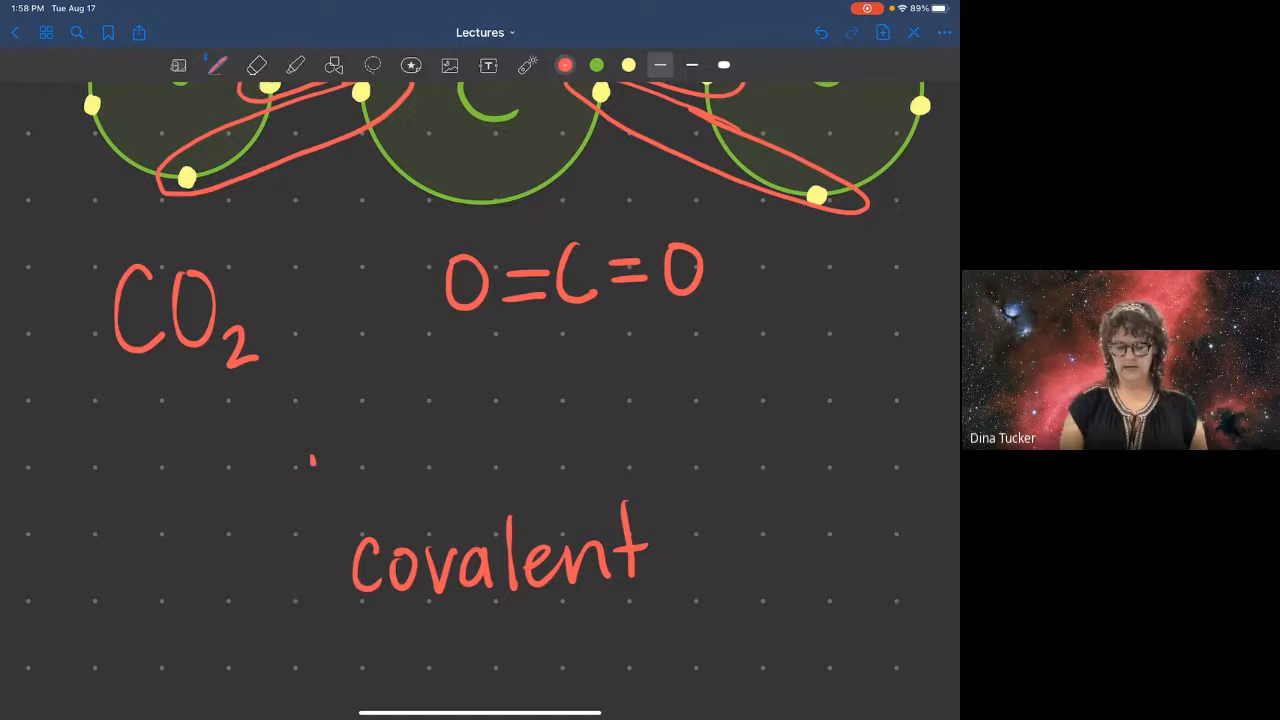 1:58 PM Tue Aug 17
89%
Lectures
T
C
CO₂
O=C=O
covalent
Dina Tucker